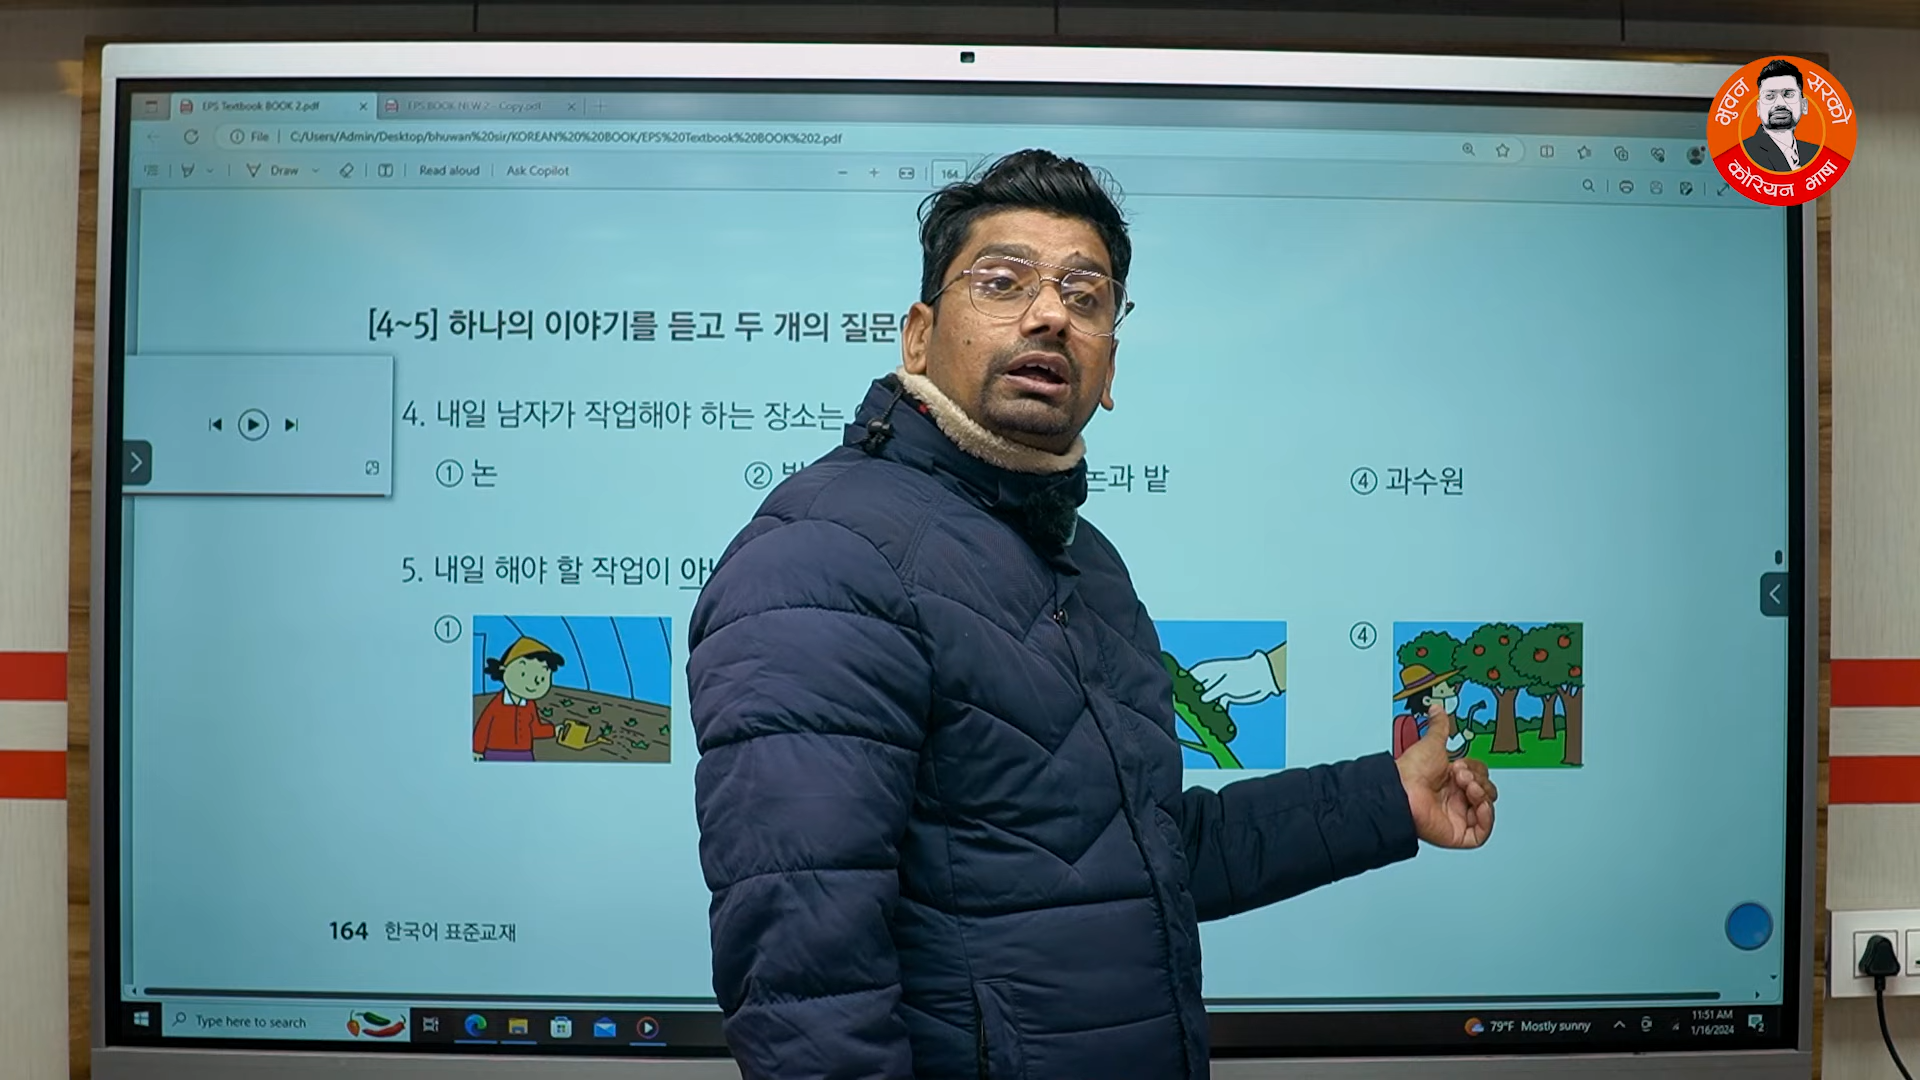 EPS Textbook BOOK 2.pdf
EPS BOOK NEW 2 - Copy.pdf
File
C:/Users/Admin/Desktop/bhuwan%20sir/KOREAN%20%20BOOK/EPS%20Textbook%20BOOK%202.pdf
Draw
Read aloud
Ask Copilot
164
भुवन सरको
कोरियन भाषा
[4~5] 하나의 이야기를 듣고 두 개의 질문
4. 내일 남자가 작업해야 하는 장소는
① 논
②
논과 밭
④ 과수원
5. 내일 해야 할 작업이
①
④
164 한국어 표준교재
Type here to search
79°F Mostly sunny
11:51 AM
1/16/2024